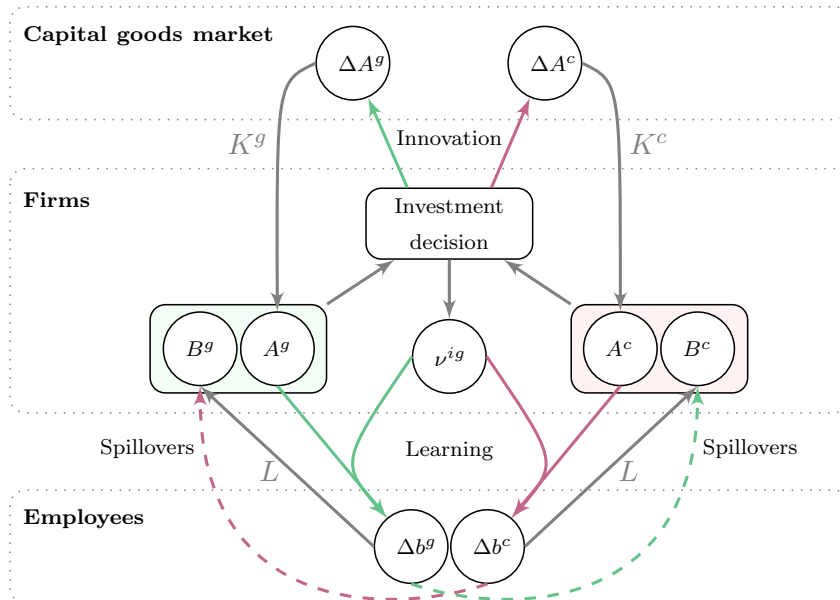 Capital goods market
ΔA^g
ΔA^c
Innovation
K^g
K^c
Firms
Investment
decision
B^g
A^g
ν^{ig}
A^c
B^c
Spillovers
Learning
Spillovers
L
L
Employees
Δb^g
Δb^c